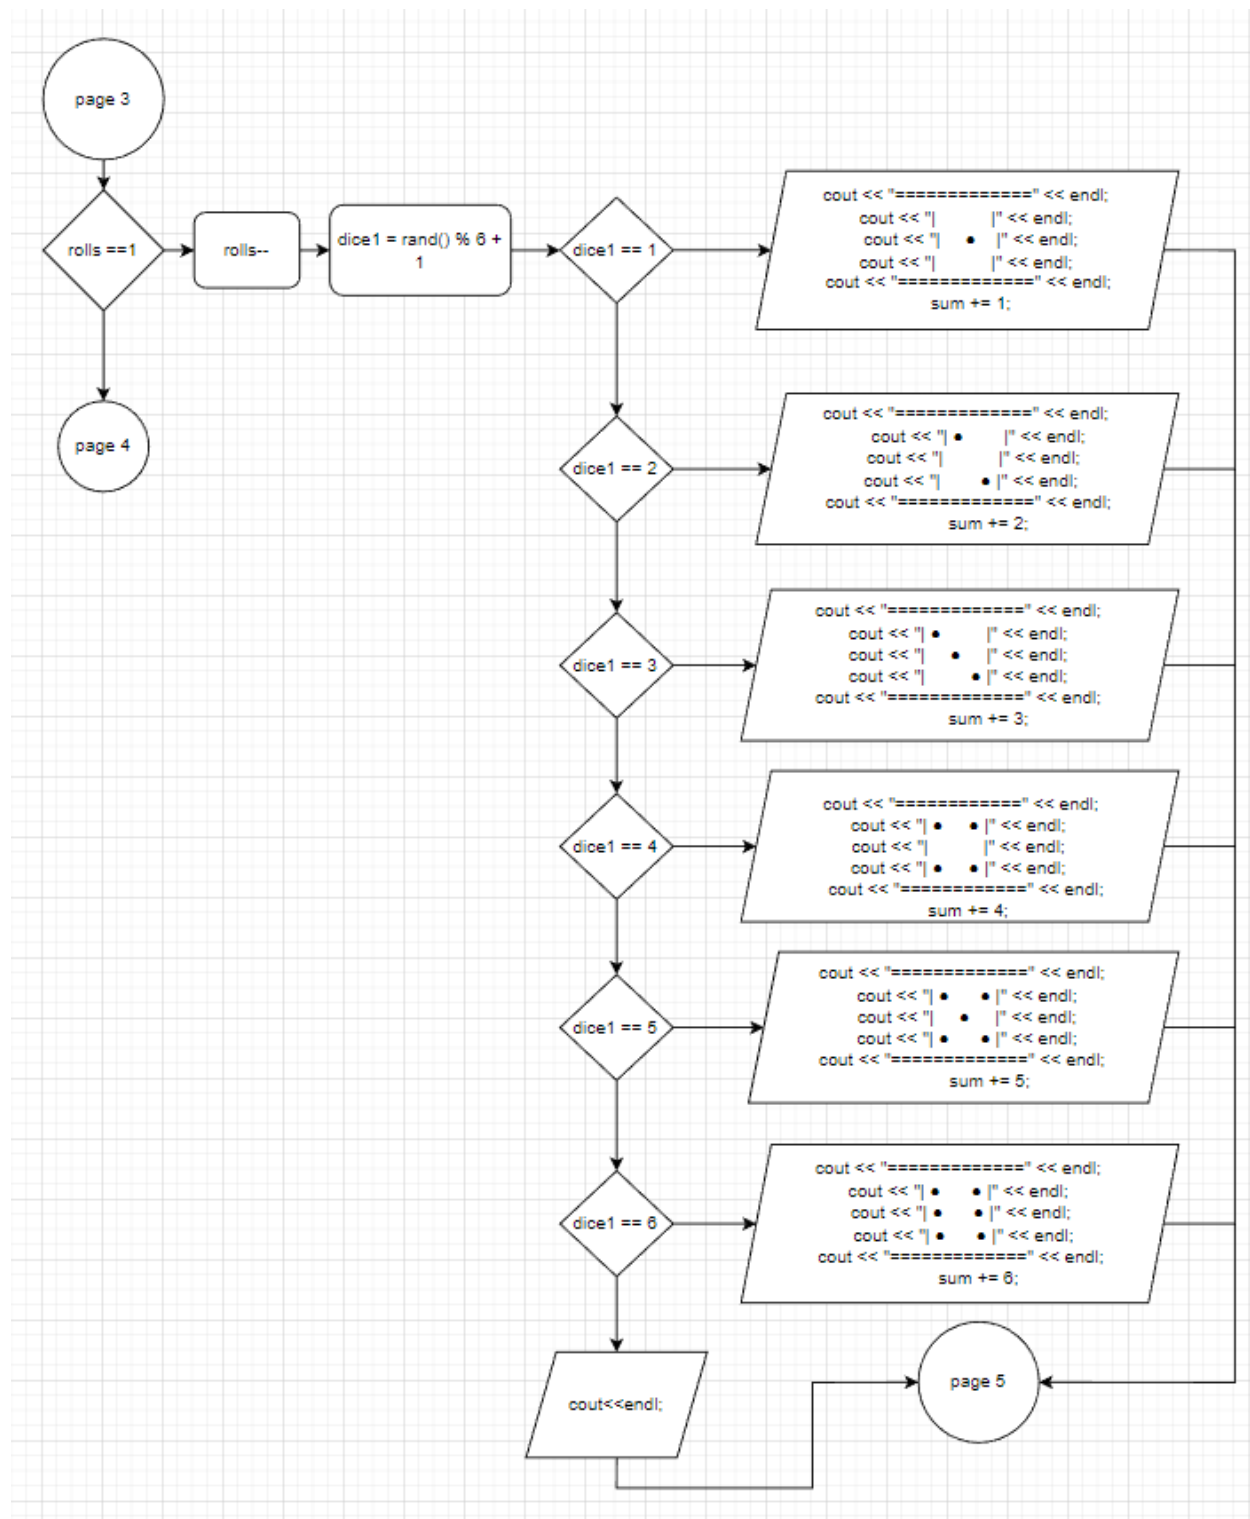 page 3
rolls ==1
rolls--
dice1 = rand() % 6 +
1
dice1 == 1
cout << "=============" << endl;
cout << "|           |" << endl;
cout << "|     ●     |" << endl;
cout << "|           |" << endl;
cout << "=============" << endl;
sum += 1;
page 4
dice1 == 2
cout << "=============" << endl;
cout << "| ●         |" << endl;
cout << "|           |" << endl;
cout << "|         ● |" << endl;
cout << "=============" << endl;
sum += 2;
dice1 == 3
cout << "=============" << endl;
cout << "| ●         |" << endl;
cout << "|     ●     |" << endl;
cout << "|         ● |" << endl;
cout << "=============" << endl;
sum += 3;
dice1 == 4
cout << "============" << endl;
cout << "| ●      ● |" << endl;
cout << "|           |" << endl;
cout << "| ●      ● |" << endl;
cout << "============" << endl;
sum += 4;
dice1 == 5
cout << "=============" << endl;
cout << "| ●       ● |" << endl;
cout << "|     ●     |" << endl;
cout << "| ●       ● |" << endl;
cout << "=============" << endl;
sum += 5;
dice1 == 6
cout << "=============" << endl;
cout << "| ●       ● |" << endl;
cout << "| ●       ● |" << endl;
cout << "| ●       ● |" << endl;
cout << "=============" << endl;
sum += 6;
cout<<endl;
page 5